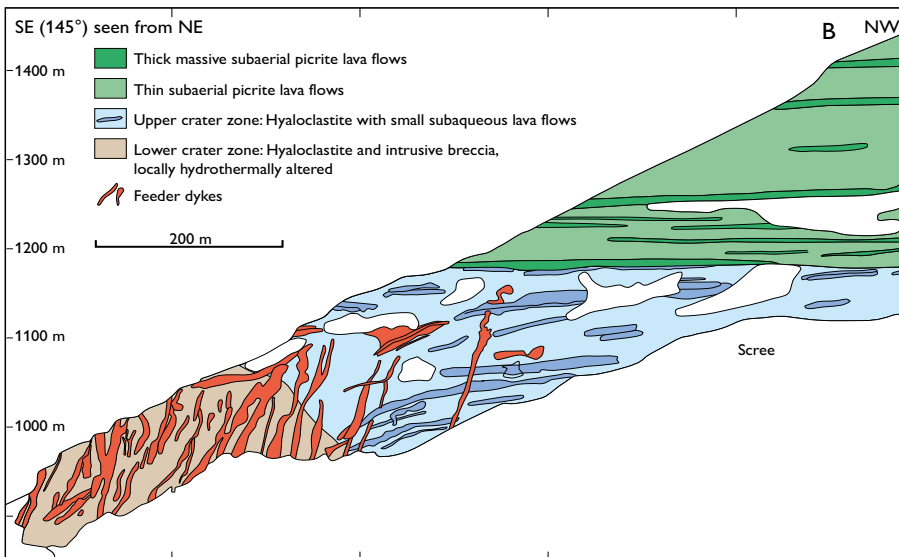 SE (145°) seen from NE
B
NW
Thick massive subaerial picrite lava flows
Thin subaerial picrite lava flows
Upper crater zone: Hyaloclastite with small subaqueous lava flows
Lower crater zone: Hyaloclastite and intrusive breccia,
locally hydrothermally altered
Feeder dykes
200 m
1400 m
1300 m
1200 m
1100 m
1000 m
Scree